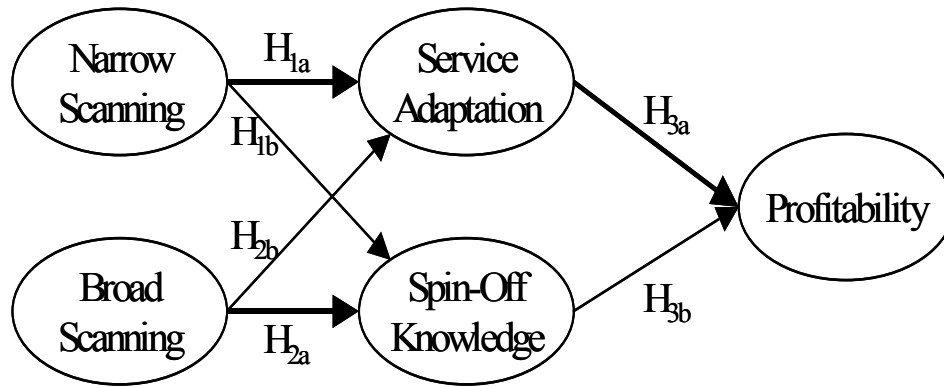 Narrow
Scanning
H1a
Service
Adaptation
H1b
H3a
Profitability
H2b
Broad
Scanning
H2a
Spin-Off
Knowledge
H3b